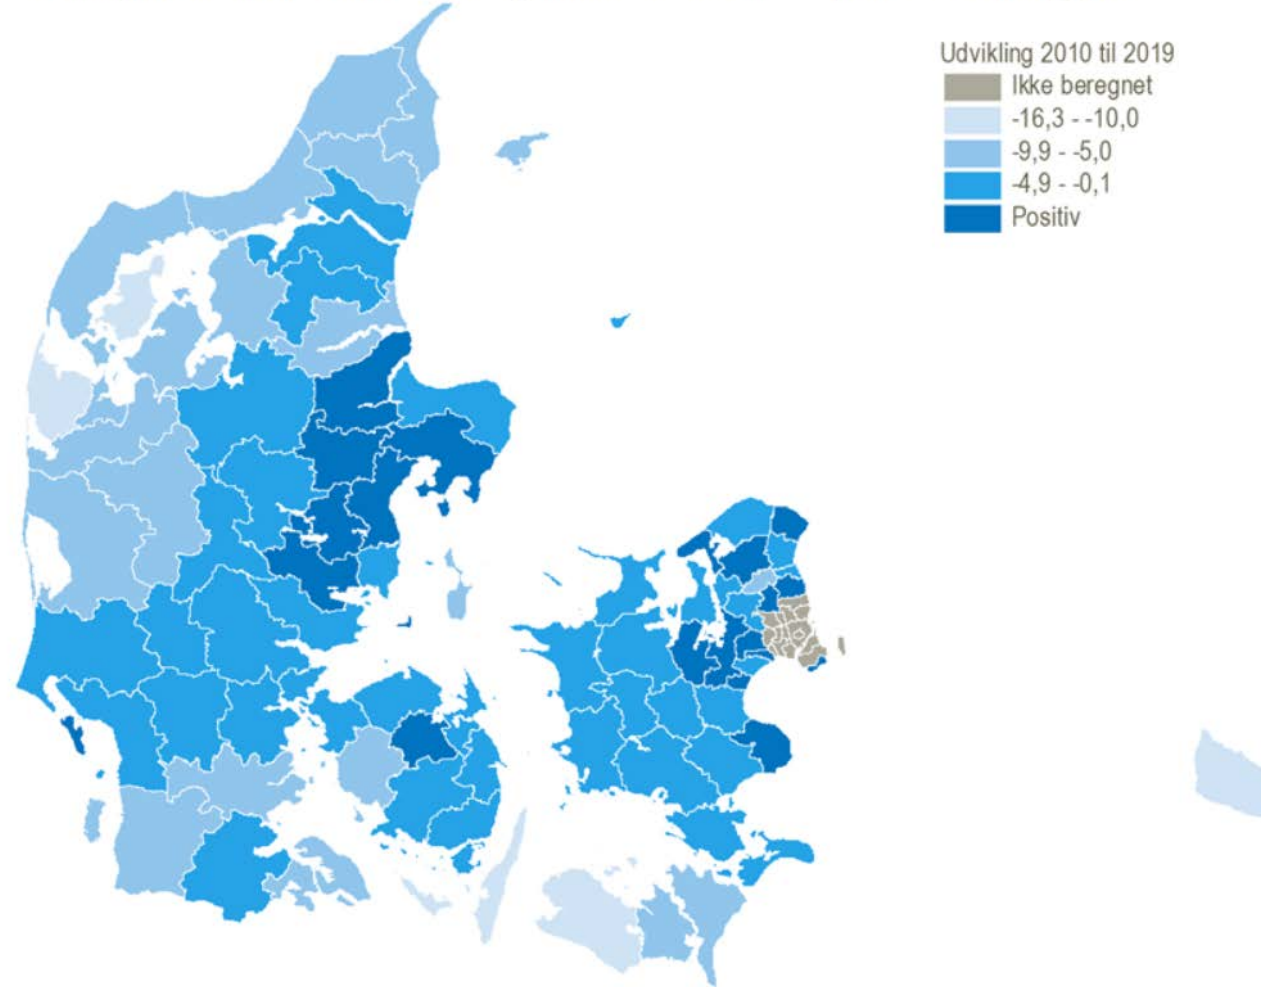 Udvikling 2010 til 2019
Ikke beregnet
-16,3 - -10,0
-9,9 - -5,0
-4,9 - -0,1
Positiv